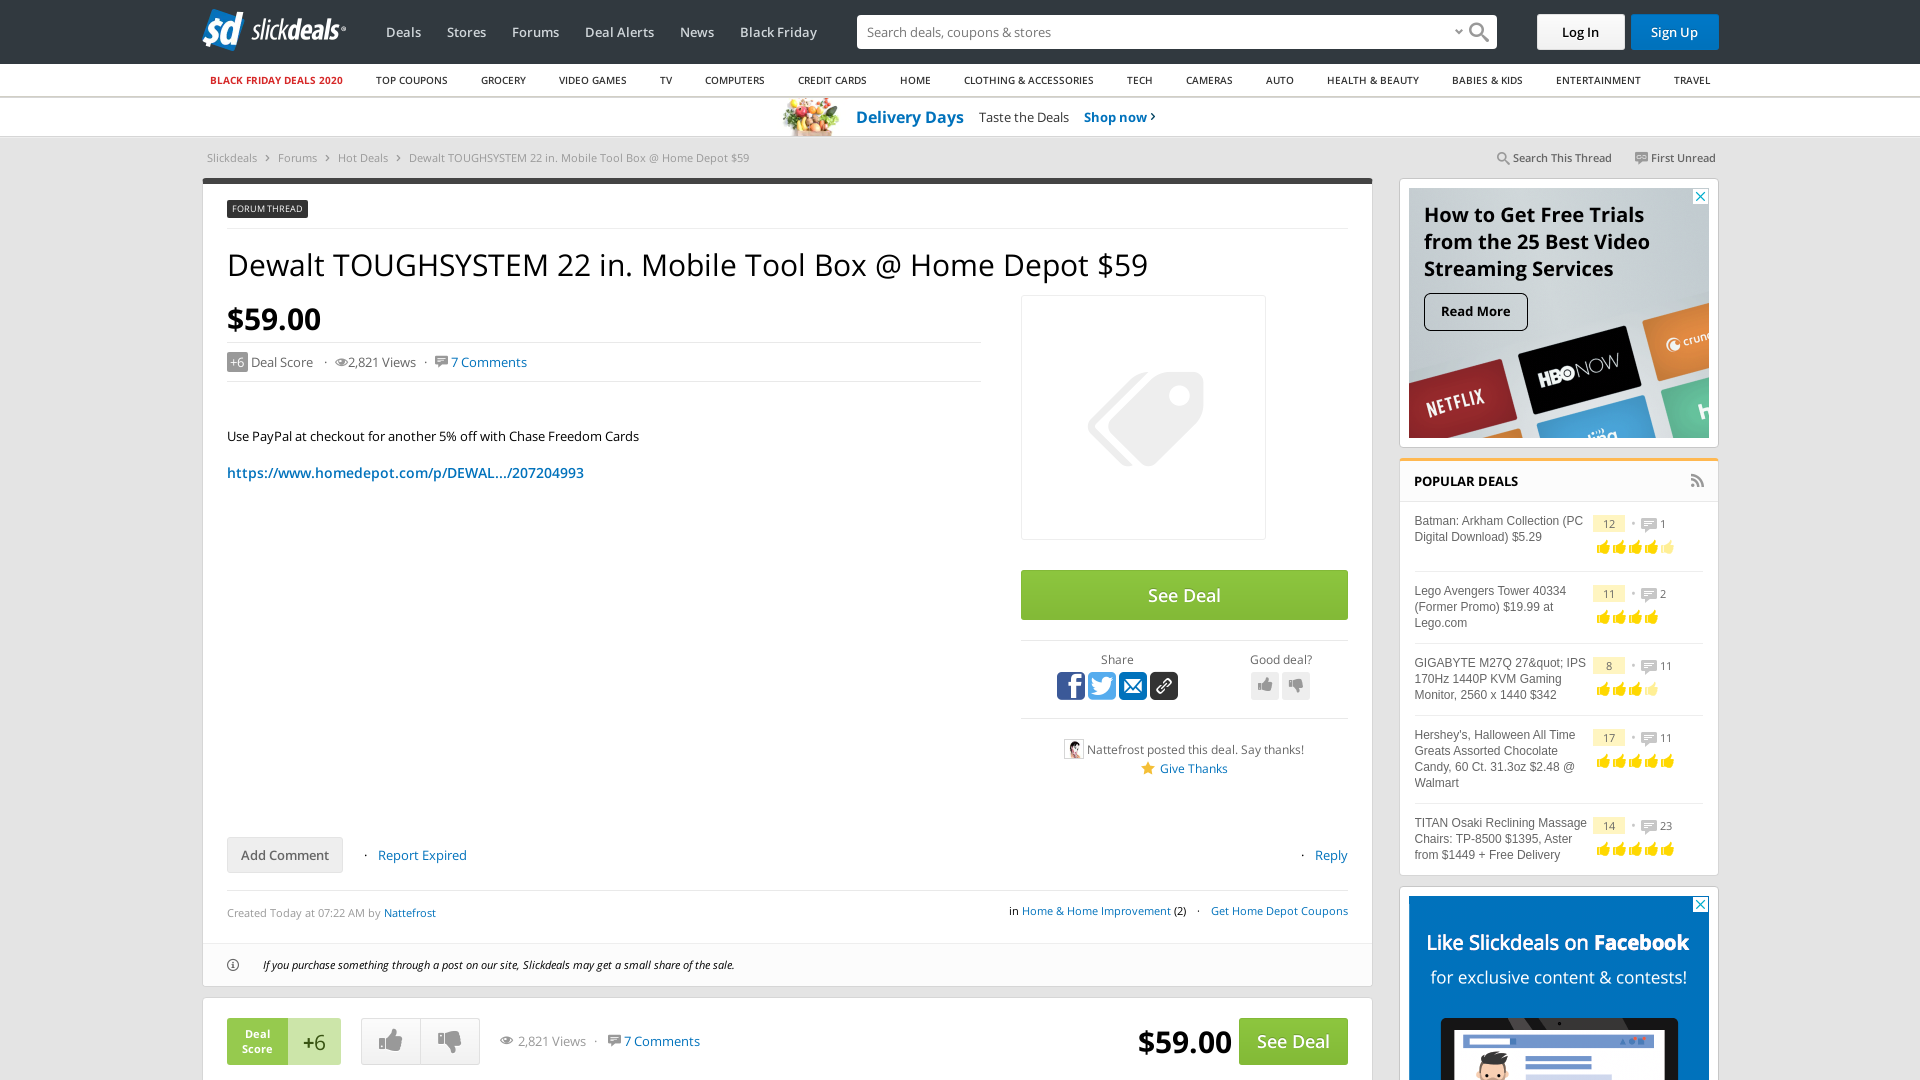 sd slickdeals
Deals Stores Forums Deal Alerts News Black Friday
Search deals, coupons & stores
Log In
Sign Up
BLACK FRIDAY DEALS 2020 TOP COUPONS GROCERY VIDEO GAMES TV COMPUTERS CREDIT CARDS HOME CLOTHING & ACCESSORIES TECH CAMERAS AUTO HEALTH & BEAUTY BABIES & KIDS ENTERTAINMENT TRAVEL
Delivery Days Taste the Deals Shop now ›
Slickdeals › Forums › Hot Deals › Dewalt TOUGHSYSTEM 22 in. Mobile Tool Box @ Home Depot $59
Search This Thread First Unread
FORUM THREAD
Dewalt TOUGHSYSTEM 22 in. Mobile Tool Box @ Home Depot $59
$59.00
+6 Deal Score · 2,821 Views · 7 Comments
Use PayPal at checkout for another 5% off with Chase Freedom Cards
https://www.homedepot.com/p/DEWAL.../207204993
See Deal
Share
Good deal?
Nattefrost posted this deal. Say thanks!
Give Thanks
Add Comment · Report Expired
· Reply
Created Today at 07:22 AM by Nattefrost
in Home & Home Improvement (2) · Get Home Depot Coupons
If you purchase something through a post on our site, Slickdeals may get a small share of the sale.
Deal
Score
+6
2,821 Views · 7 Comments
$59.00
See Deal
How to Get Free Trials
from the 25 Best Video
Streaming Services
Read More
NETFLIX
HBO NOW
POPULAR DEALS
Batman: Arkham Collection (PC
Digital Download) $5.29
12 • 1
Lego Avengers Tower 40334
(Former Promo) $19.99 at
Lego.com
11 • 2
GIGABYTE M27Q 27&quot; IPS
170Hz 1440P KVM Gaming
Monitor, 2560 x 1440 $342
8 • 11
Hershey's, Halloween All Time
Greats Assorted Chocolate
Candy, 60 Ct. 31.3oz $2.48 @
Walmart
17 • 11
TITAN Osaki Reclining Massage
Chairs: TP-8500 $1395, Aster
from $1449 + Free Delivery
14 • 23
Like Slickdeals on Facebook
for exclusive content & contests!